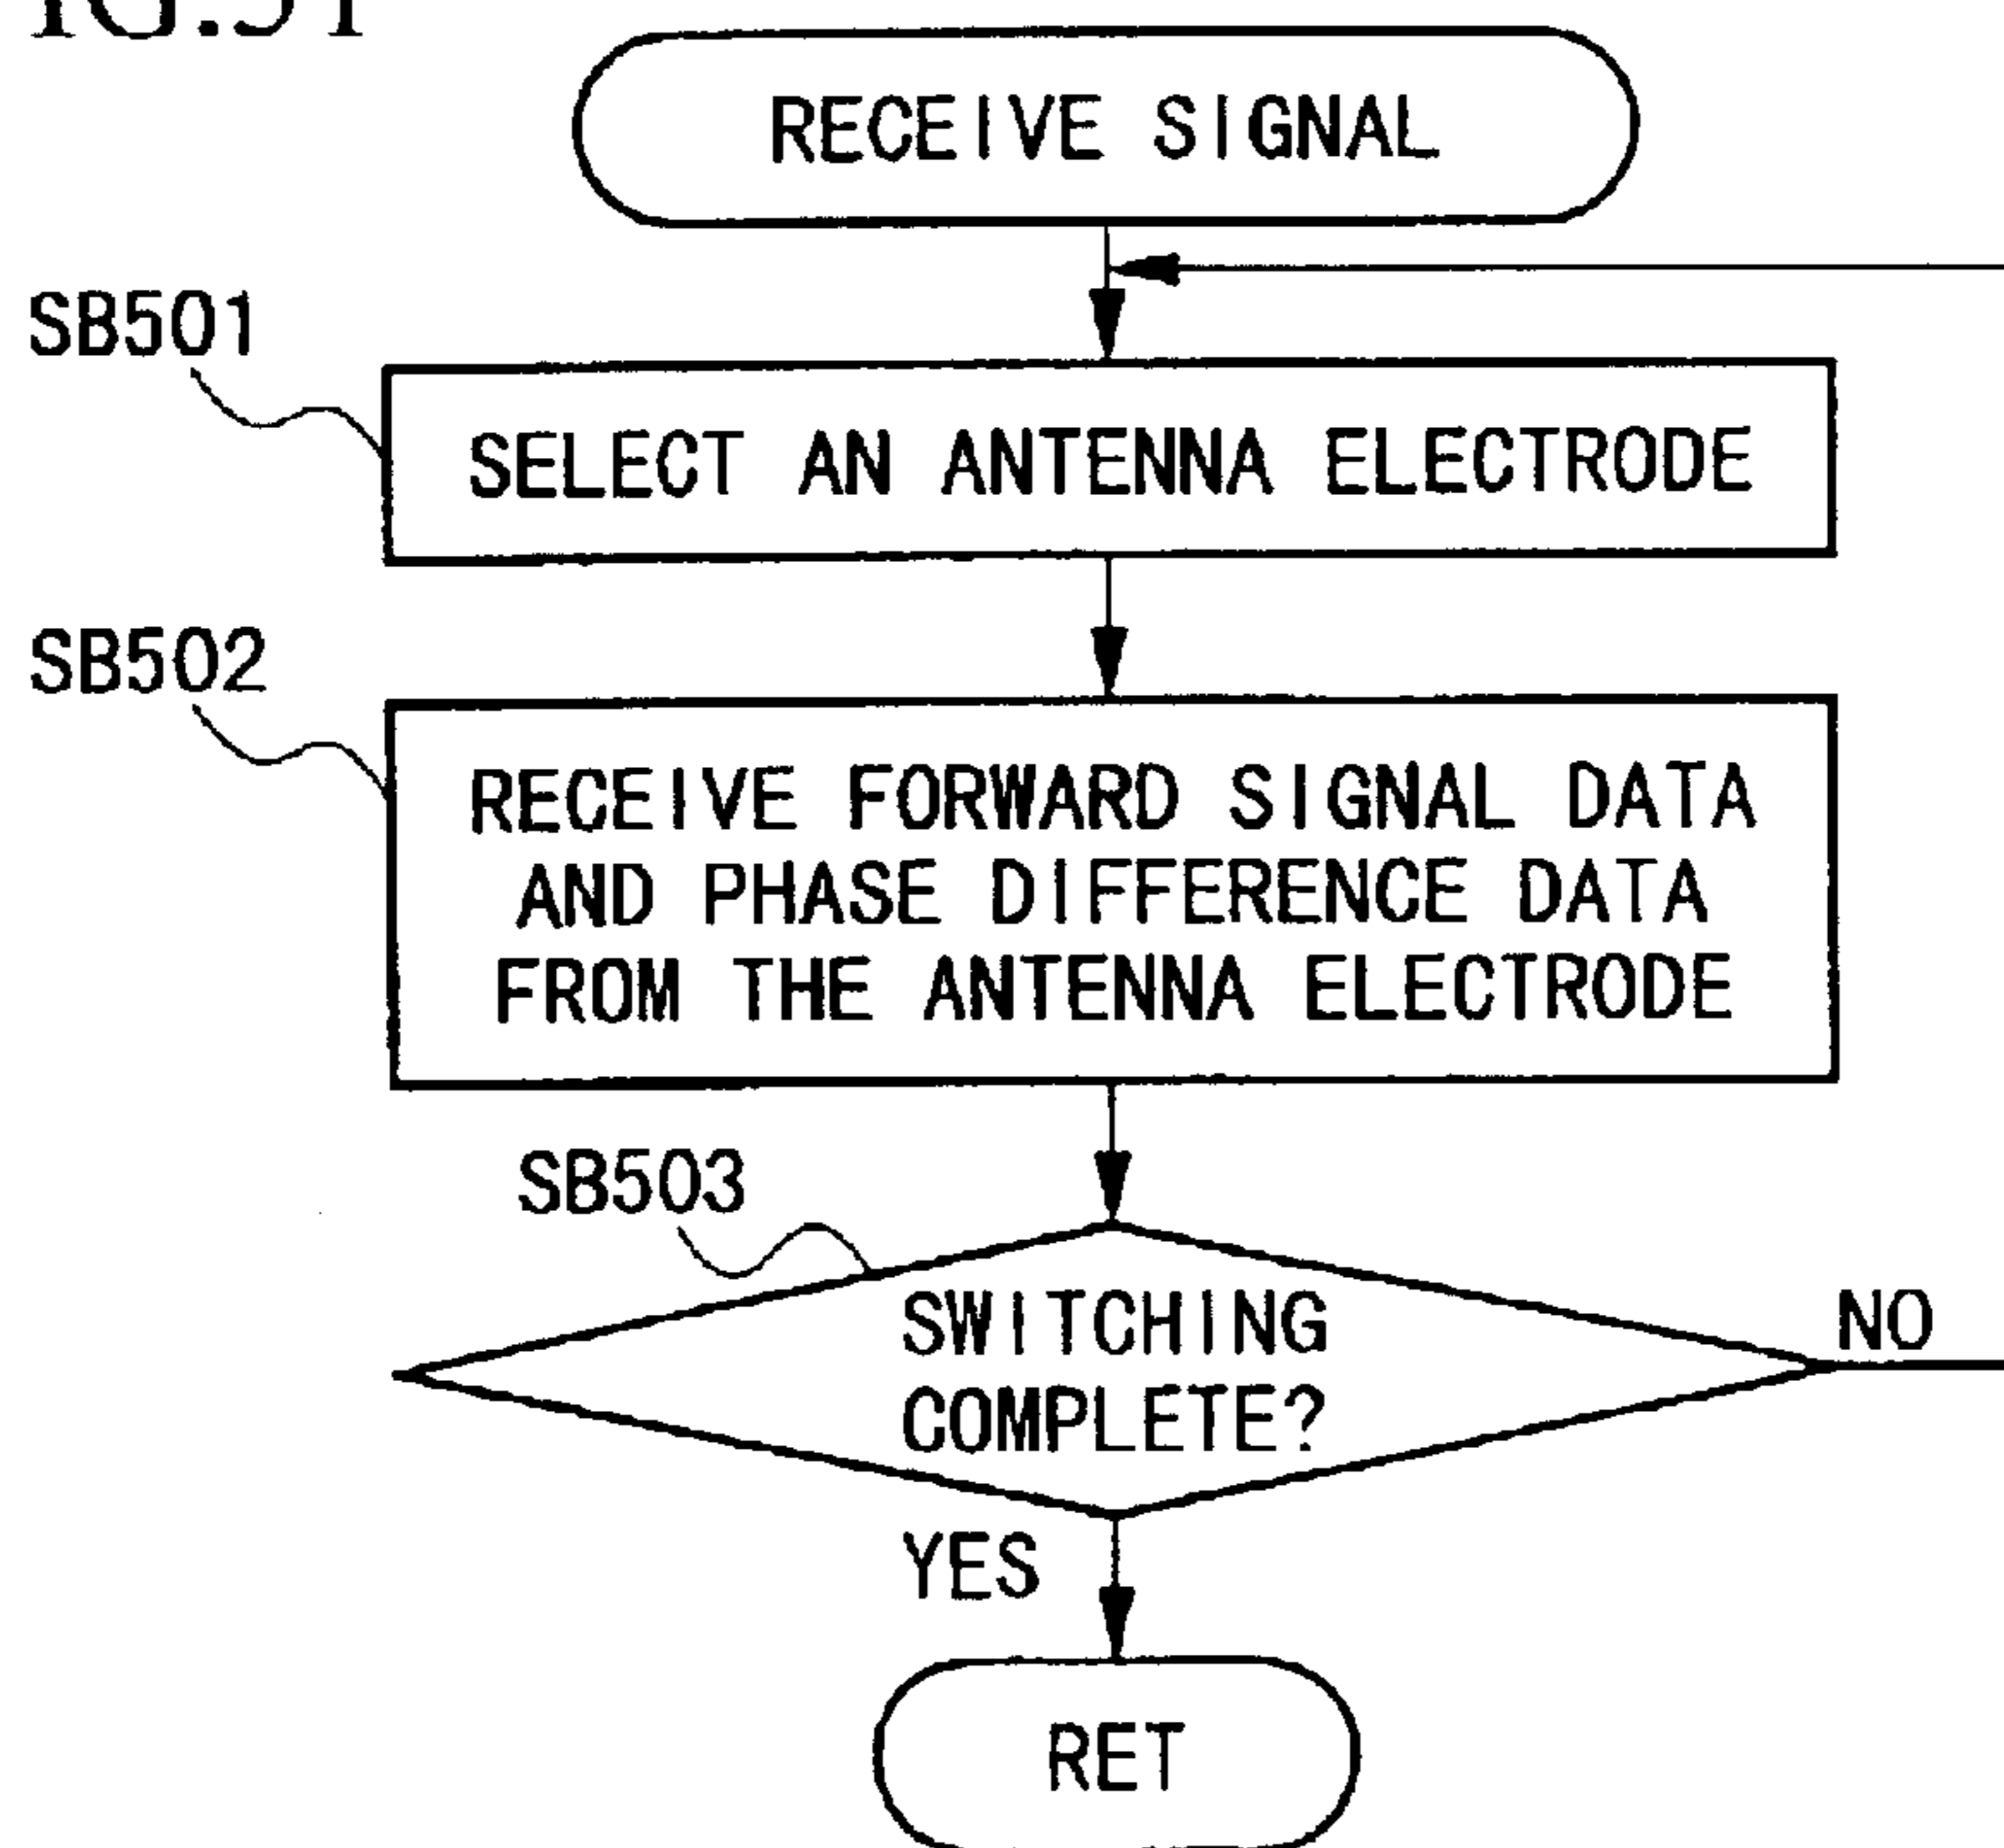 RECEIVE SIGNAL
SB501
SELECT AN ANTENNA ELECTRODE
SB502
RECEIVE FORWARD SIGNAL DATA
AND PHASE DIFFERENCE DATA
FROM THE ANTENNA ELECTRODE
SB503
SWITCHING
COMPLETE?
NO
YES
RET